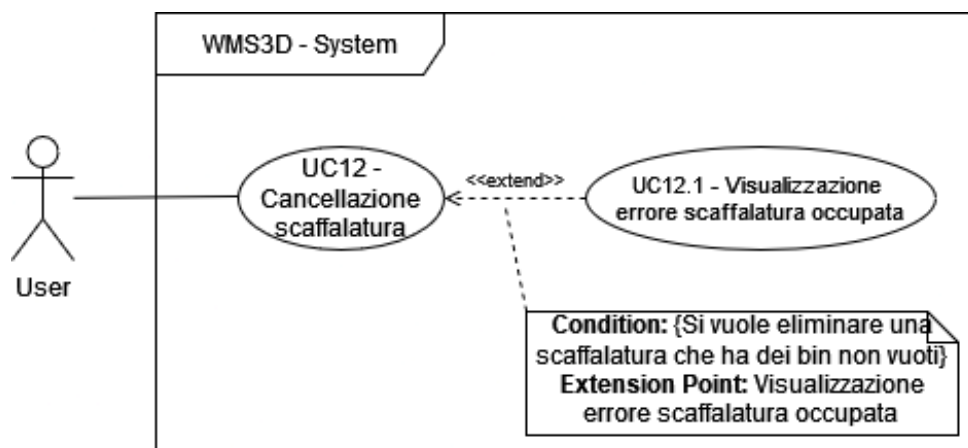 WMS3D - System
UC12 -
Cancellazione
scaffalatura
<<extend>>
UC12.1 - Visualizzazione
errore scaffalatura occupata
User
Condition: {Si vuole eliminare una
scaffalatura che ha dei bin non vuoti}
Extension Point: Visualizzazione
errore scaffalatura occupata